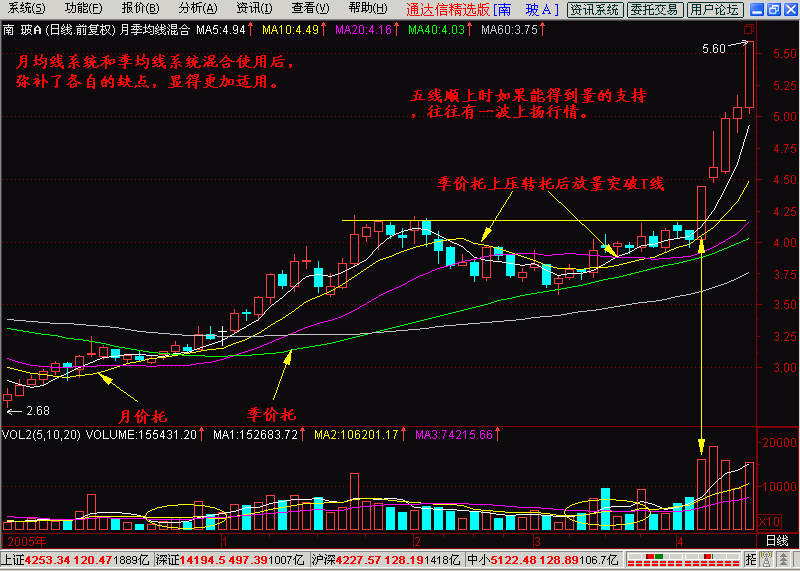 系统(S) 功能(F) 报价(B) 分析(A) 资讯(I) 查看(V) 帮助(H) 通达信精选版[南 玻A] 资讯系统 委托交易 用户论坛
南 玻A (日线.前复权) 月季均线混合 MA5:4.94↑ MA10:4.49↑ MA20:4.16↑ MA40:4.03↑ MA60:3.75↑
5.60
5.50
月均线系统和季均线系统混合使用后,
弥补了各自的缺点,显得更加适用。
5.25
五线顺上时如果能得到量的支持
。往往有一波上扬行情。
5.00
4.75
季价托上压转托后放量突破T线
4.50
4.25
4.00
3.75
3.50
3.25
3.00
2.68
月价托
季价托
VOL2(5,10,20) VOLUME:155431.20↑ MA1:152683.72↑ MA2:106201.17↑ MA3:74215.66↑
20000
10000
X10
2005年 1 2 3 4 日线
上证4253.34 120.47 1889亿 深证14194.5 497.39 1007亿 沪深4227.57 128.19 1418亿 中小5122.48 128.89 106.7亿 招